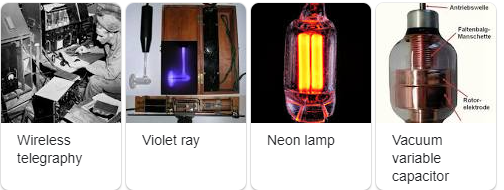 Antriebswelle
Faltenbalg-
Manschette
Rotor-
elektrode
Wireless
telegraphy
Violet ray
Neon lamp
Vacuum
variable
capacitor